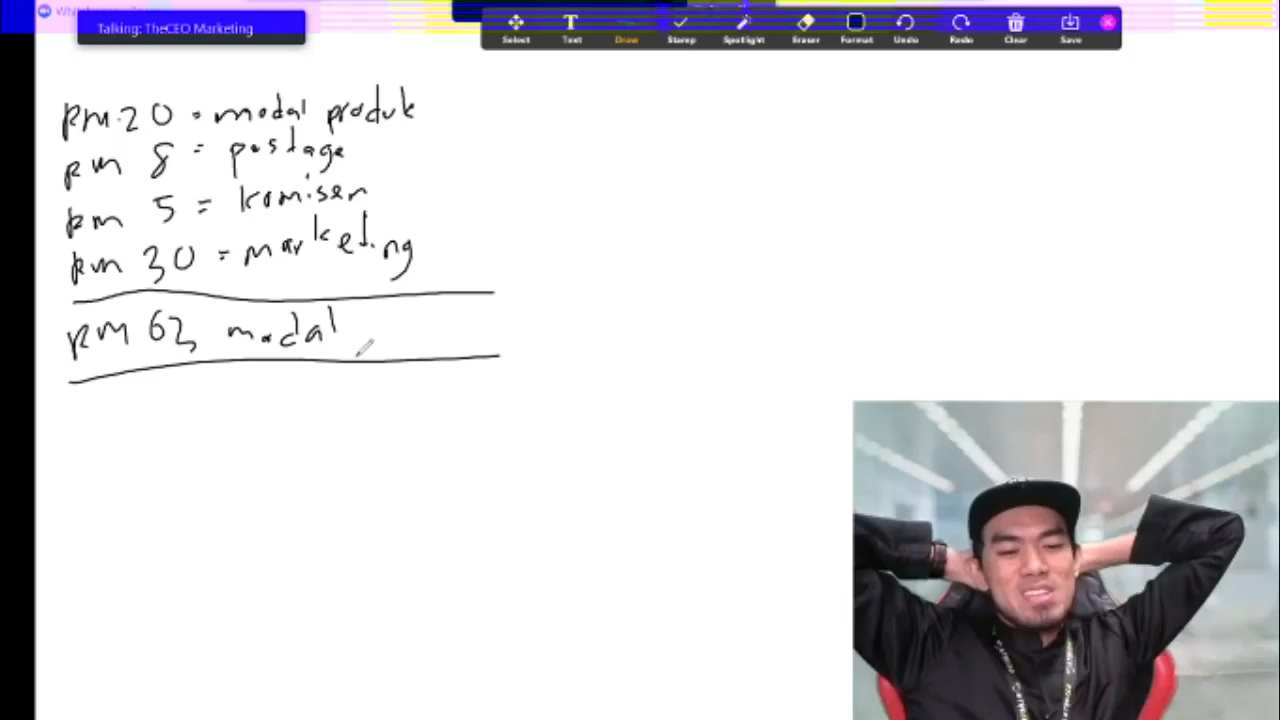 Talking: TheCEO Marketing
Select Text Draw Stamp Spotlight Eraser Format Undo Redo Clear Save
RM 20 = modal produk
RM 8 = postage
RM 5 = komisen
RM 30 = marketing
RM 63 modal